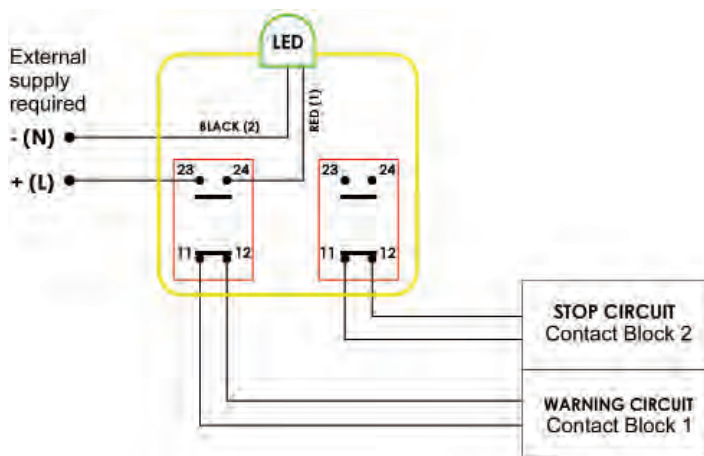 LED
External
supply
required
- (N)
BLACK (2)
RED (1)
+ (L)
23 24
23 24
11 12
11 12
STOP CIRCUIT
Contact Block 2
WARNING CIRCUIT
Contact Block 1